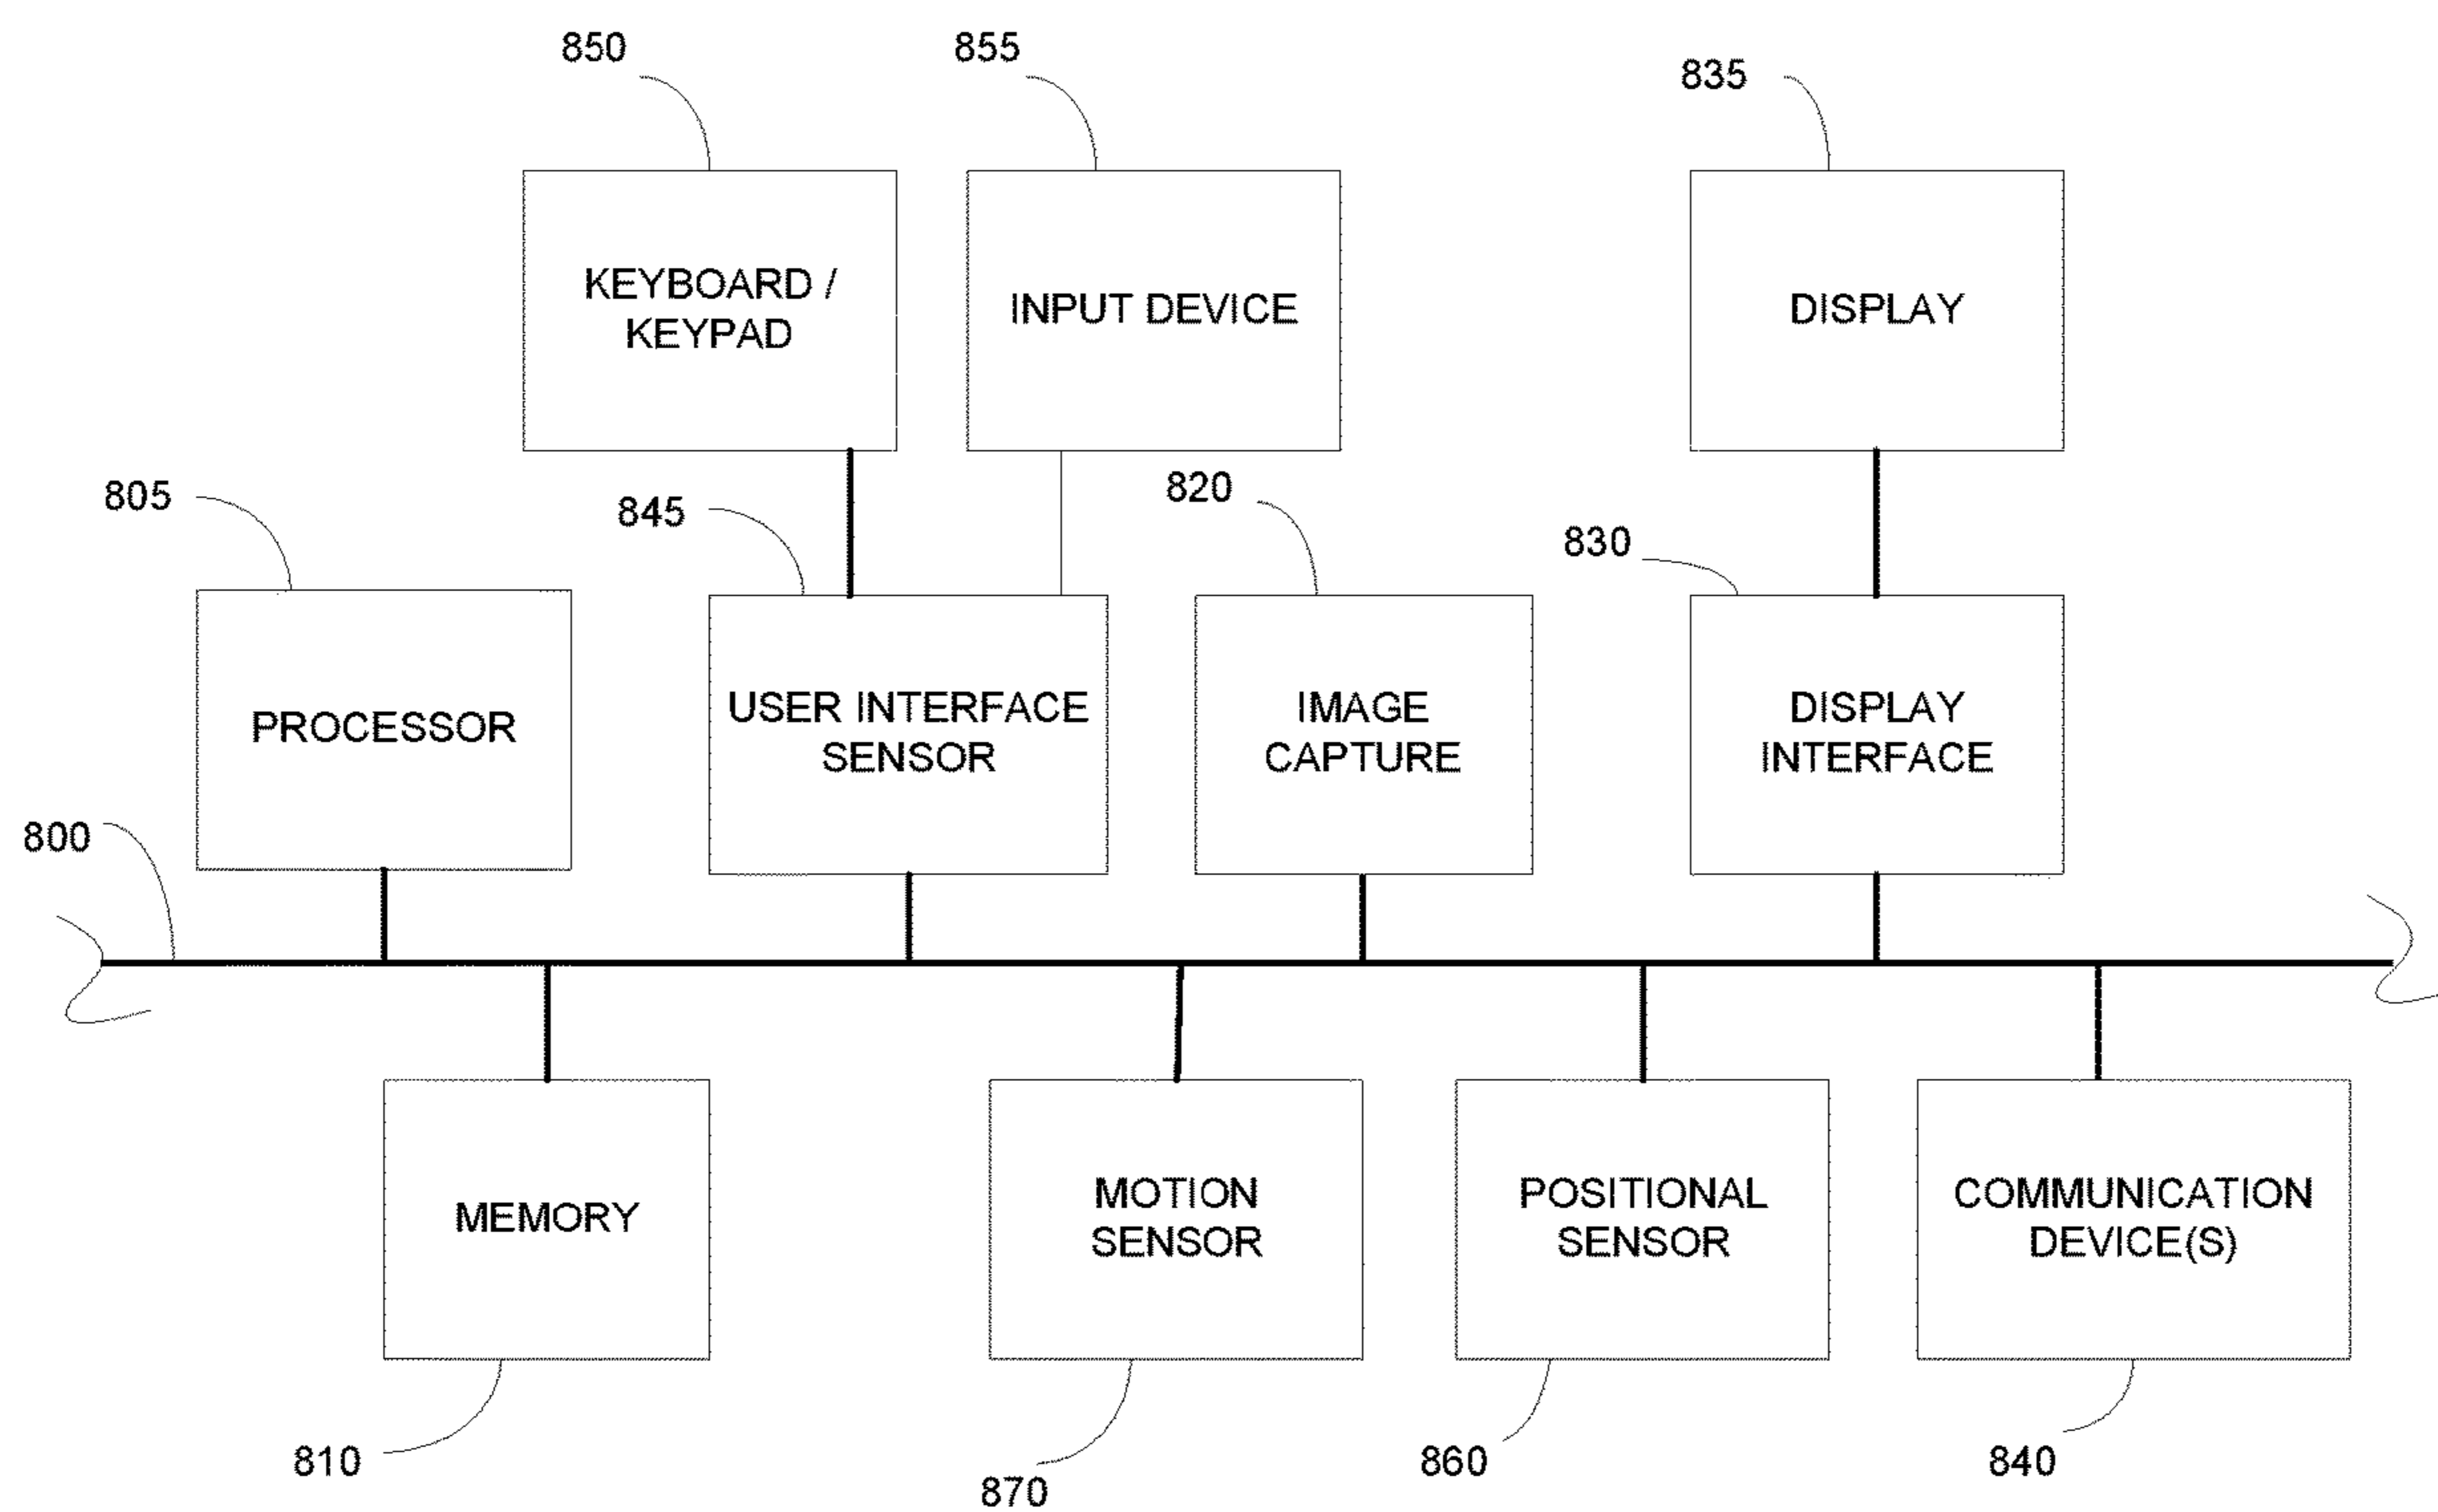 850
855
835
KEYBOARD /
KEYPAD
INPUT DEVICE
DISPLAY
805
845
820
830
PROCESSOR
USER INTERFACE
SENSOR
IMAGE
CAPTURE
DISPLAY
INTERFACE
800
MEMORY
MOTION
SENSOR
POSITIONAL
SENSOR
COMMUNICATION
DEVICE(S)
810
870
860
840